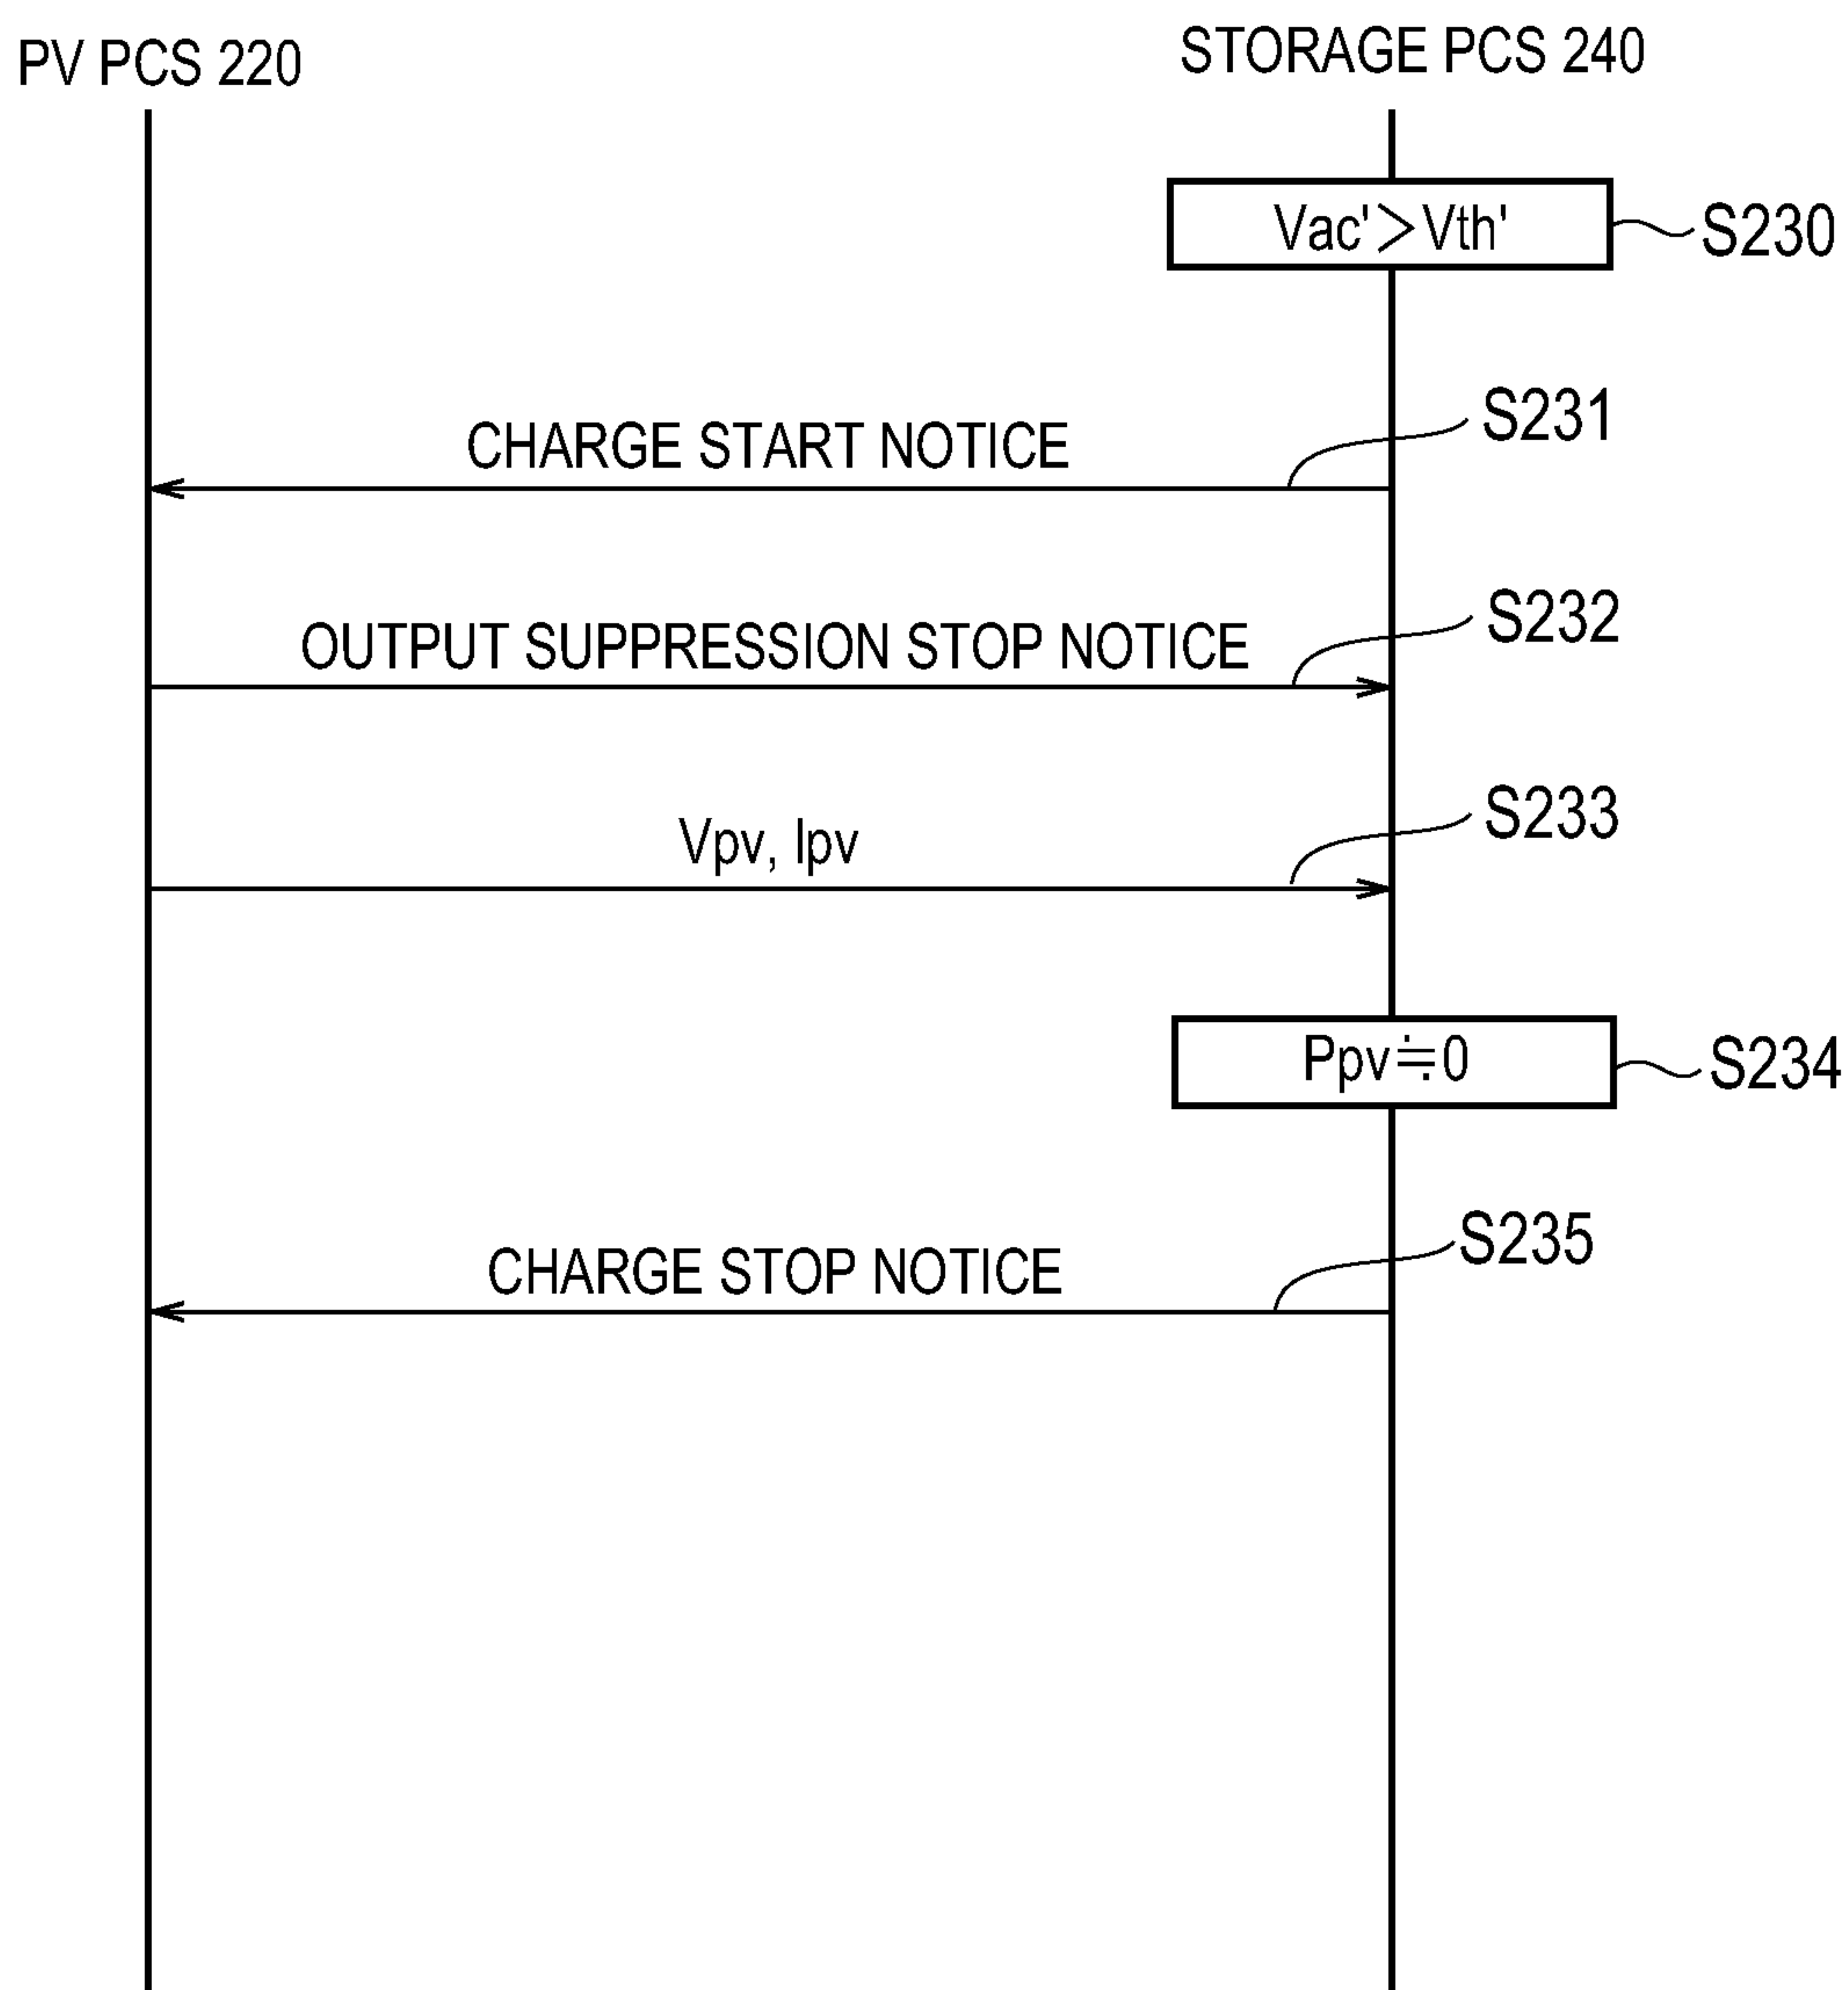 PV PCS 220
STORAGE PCS 240
Vac'>Vth'
S230
S231
CHARGE START NOTICE
S232
OUTPUT SUPPRESSION STOP NOTICE
S233
Vpv, Ipv
Ppv≒0
S234
S235
CHARGE STOP NOTICE